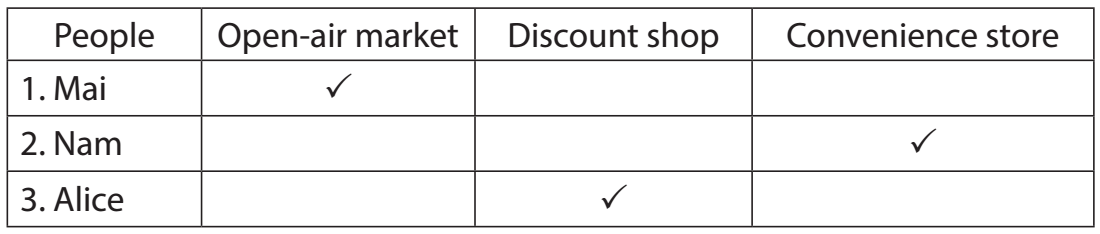 People Open-air market Discount shop Convenience store
1. Mai ✓
2. Nam ✓
3. Alice ✓